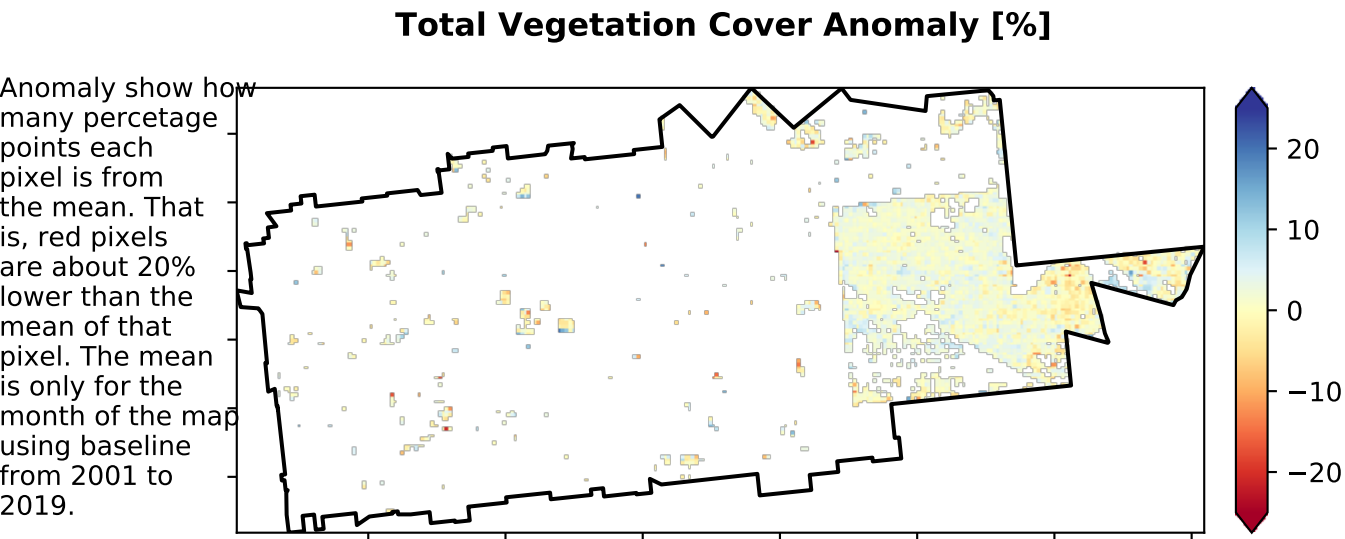 Total Vegetation Cover Anomaly [%]
Anomaly show how
many percetage
points each
pixel is from
the mean. That
is, red pixels
are about 20%
lower than the
mean of that
pixel. The mean
is only for the
month of the map
using baseline
from 2001 to
2019.
20
10
0
−10
−20